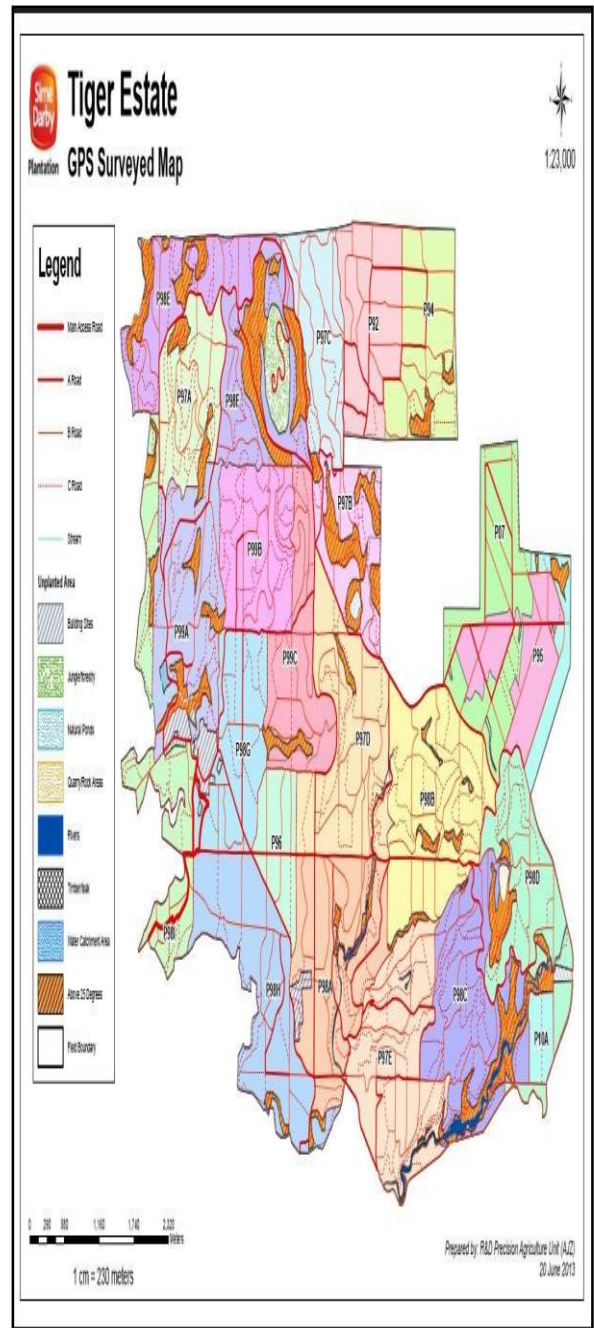 Sime
Darby
Plantation
Tiger Estate
GPS Surveyed Map
1:23,000
Legend
Main Access Road
A Road
B Road
C Road
Stream
Unplanted Area
Building Sites
Jungle/forestry
Natural Ponds
Quarry/Rock Areas
Rivers
Timber/teak
Water Catchment Area
Above 25 Degrees
Field Boundary
P98E
P97C
P92
P94
P97A
P98F
P97B
P07
P99B
P99A
P99C
P95
P98G
P97D
P98B
P96
P98D
P98I
P98H
P98A
P98C
P97E
P10A
0
1,160
1,740
2,320
Meters
1 cm = 230 meters
Prepared by: R&D Precision Agriculture Unit (AJZ)
20 June 2013